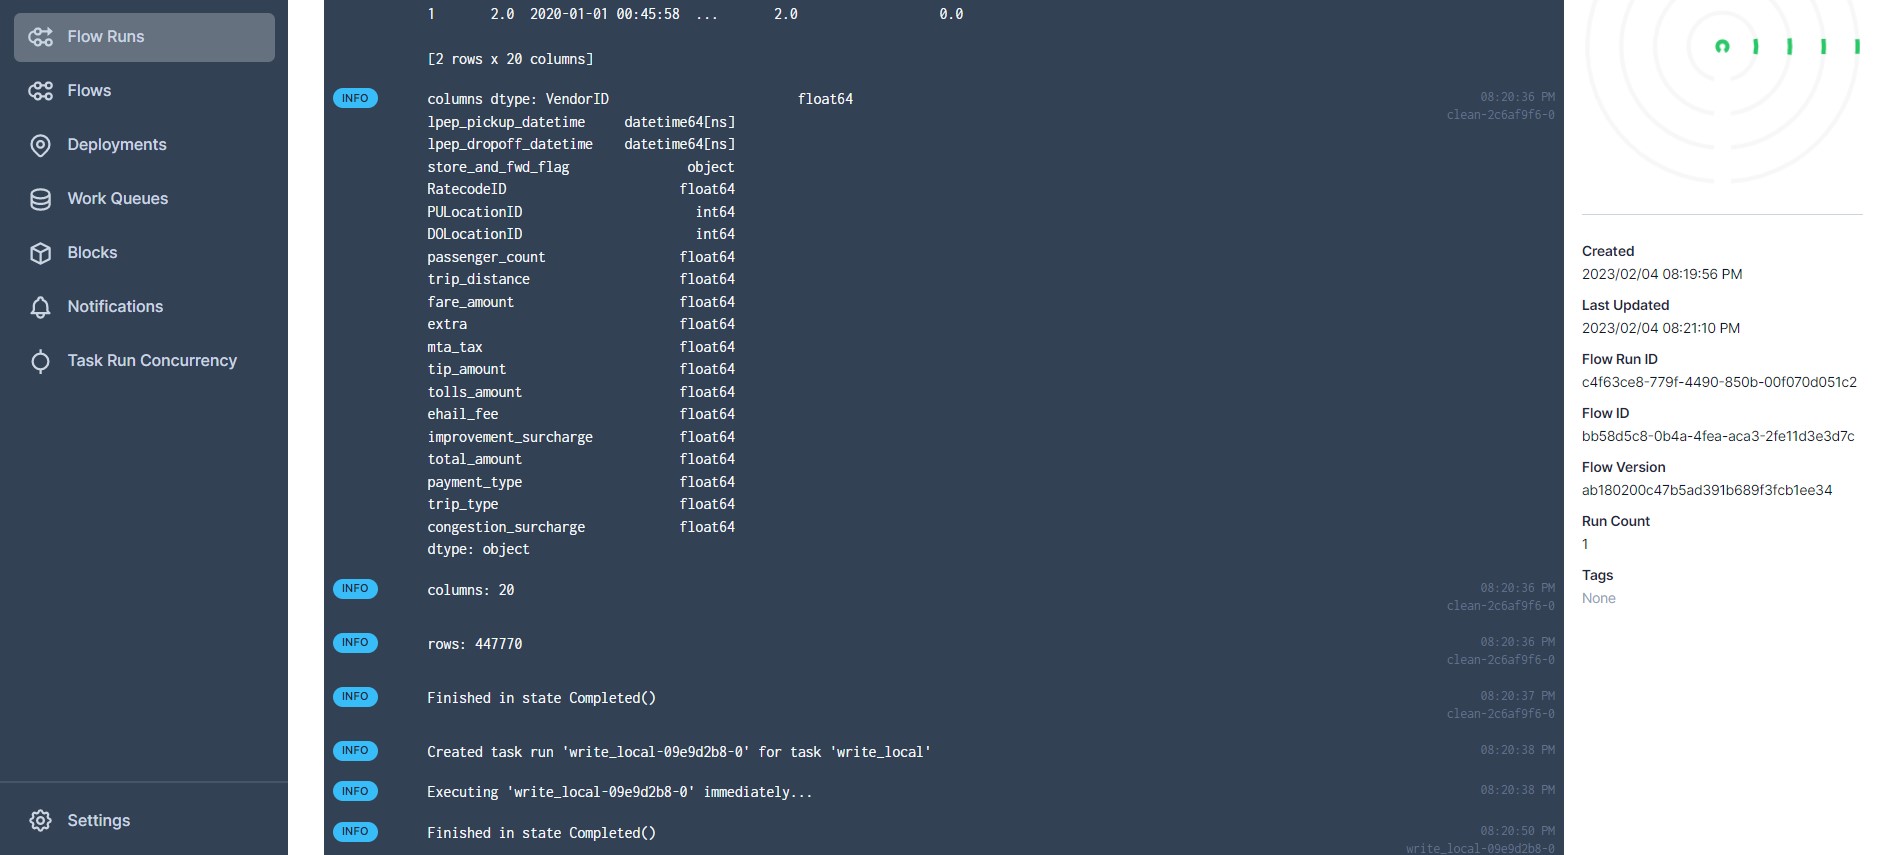 Flow Runs
Flows
Deployments
Work Queues
Blocks
Notifications
Task Run Concurrency
Settings
1 2.0 2020-01-01 00:45:58 ... 2.0 0.0
[2 rows x 20 columns]
INFO columns dtype: VendorID float64 08:20:36 PM
clean-2c6af9f6-0
lpep_pickup_datetime datetime64[ns]
lpep_dropoff_datetime datetime64[ns]
store_and_fwd_flag object
RatecodeID float64
PULocationID int64
DOLocationID int64
passenger_count float64
trip_distance float64
fare_amount float64
extra float64
mta_tax float64
tip_amount float64
tolls_amount float64
ehail_fee float64
improvement_surcharge float64
total_amount float64
payment_type float64
trip_type float64
congestion_surcharge float64
dtype: object
INFO columns: 20 08:20:36 PM
clean-2c6af9f6-0
INFO rows: 447770 08:20:36 PM
clean-2c6af9f6-0
INFO Finished in state Completed() 08:20:37 PM
clean-2c6af9f6-0
INFO Created task run 'write_local-09e9d2b8-0' for task 'write_local' 08:20:38 PM
INFO Executing 'write_local-09e9d2b8-0' immediately... 08:20:38 PM
INFO Finished in state Completed() 08:20:50 PM
write_local-09e9d2b8-0
Created
2023/02/04 08:19:56 PM
Last Updated
2023/02/04 08:21:10 PM
Flow Run ID
c4f63ce8-779f-4490-850b-00f070d051c2
Flow ID
bb58d5c8-0b4a-4fea-aca3-2fe11d3e3d7c
Flow Version
ab180200c47b5ad391b689f3fcb1ee34
Run Count
1
Tags
None